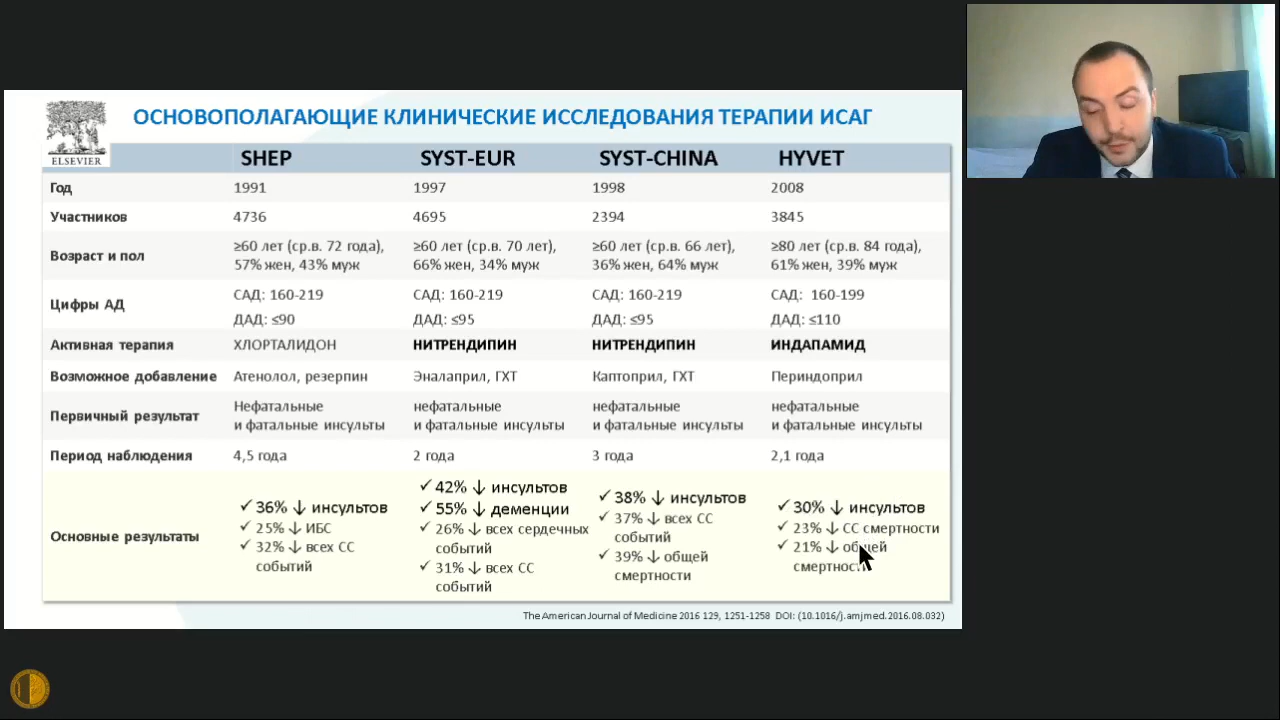 ОСНОВОПОЛАГАЮЩИЕ КЛИНИЧЕСКИЕ ИССЛЕДОВАНИЯ ТЕРАПИИ ИСАГ
ELSEVIER
SHEP SYST-EUR SYST-CHINA HYVET
Год 1991 1997 1998 2008
Участников 4736 4695 2394 3845
Возраст и пол
≥60 лет (ср.в. 72 года),
57% жен, 43% муж
≥60 лет (ср.в. 70 лет),
66% жен, 34% муж
≥60 лет (ср.в. 66 лет),
36% жен, 64% муж
≥80 лет (ср.в. 84 года),
61% жен, 39% муж
Цифры АД
САД: 160-219
ДАД: ≤90
САД: 160-219
ДАД: ≤95
САД: 160-219
ДАД: ≤95
САД: 160-199
ДАД: ≤110
Активная терапия ХЛОРТАЛИДОН НИТРЕНДИПИН НИТРЕНДИПИН ИНДАПАМИД
Возможное добавление Атенолол, резерпин Эналаприл, ГХТ Каптоприл, ГХТ Периндоприл
Первичный результат
Нефатальные
и фатальные инсульты
нефатальные
и фатальные инсульты
нефатальные
и фатальные инсульты
нефатальные
и фатальные инсульты
Период наблюдения 4,5 года 2 года 3 года 2,1 года
Основные результаты
✓ 36% ↓ инсультов
✓ 25% ↓ ИБС
✓ 32% ↓ всех СС
событий
✓ 42% ↓ инсультов
✓ 55% ↓ деменции
✓ 26% ↓ всех сердечных
событий
✓ 31% ↓ всех СС
событий
✓ 38% ↓ инсультов
✓ 37% ↓ всех СС
событий
✓ 39% ↓ общей
смертности
✓ 30% ↓ инсультов
✓ 23% ↓ СС смертности
✓ 21% ↓ общей
смертности
The American Journal of Medicine 2016 129, 1251-1258 DOI: (10.1016/j.amjmed.2016.08.032)